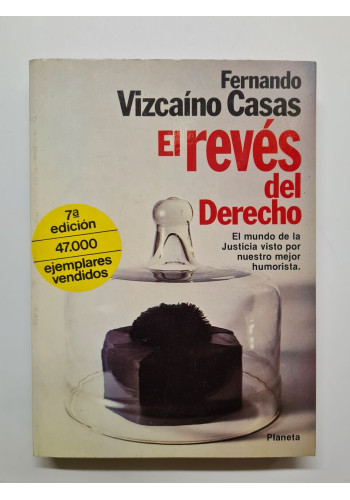 Fernando
Vizcaíno Casas
El revés
del
Derecho
El mundo de la
Justicia visto por
nuestro mejor
humorista.
7ª
edición
47.000
ejemplares
vendidos
Planeta